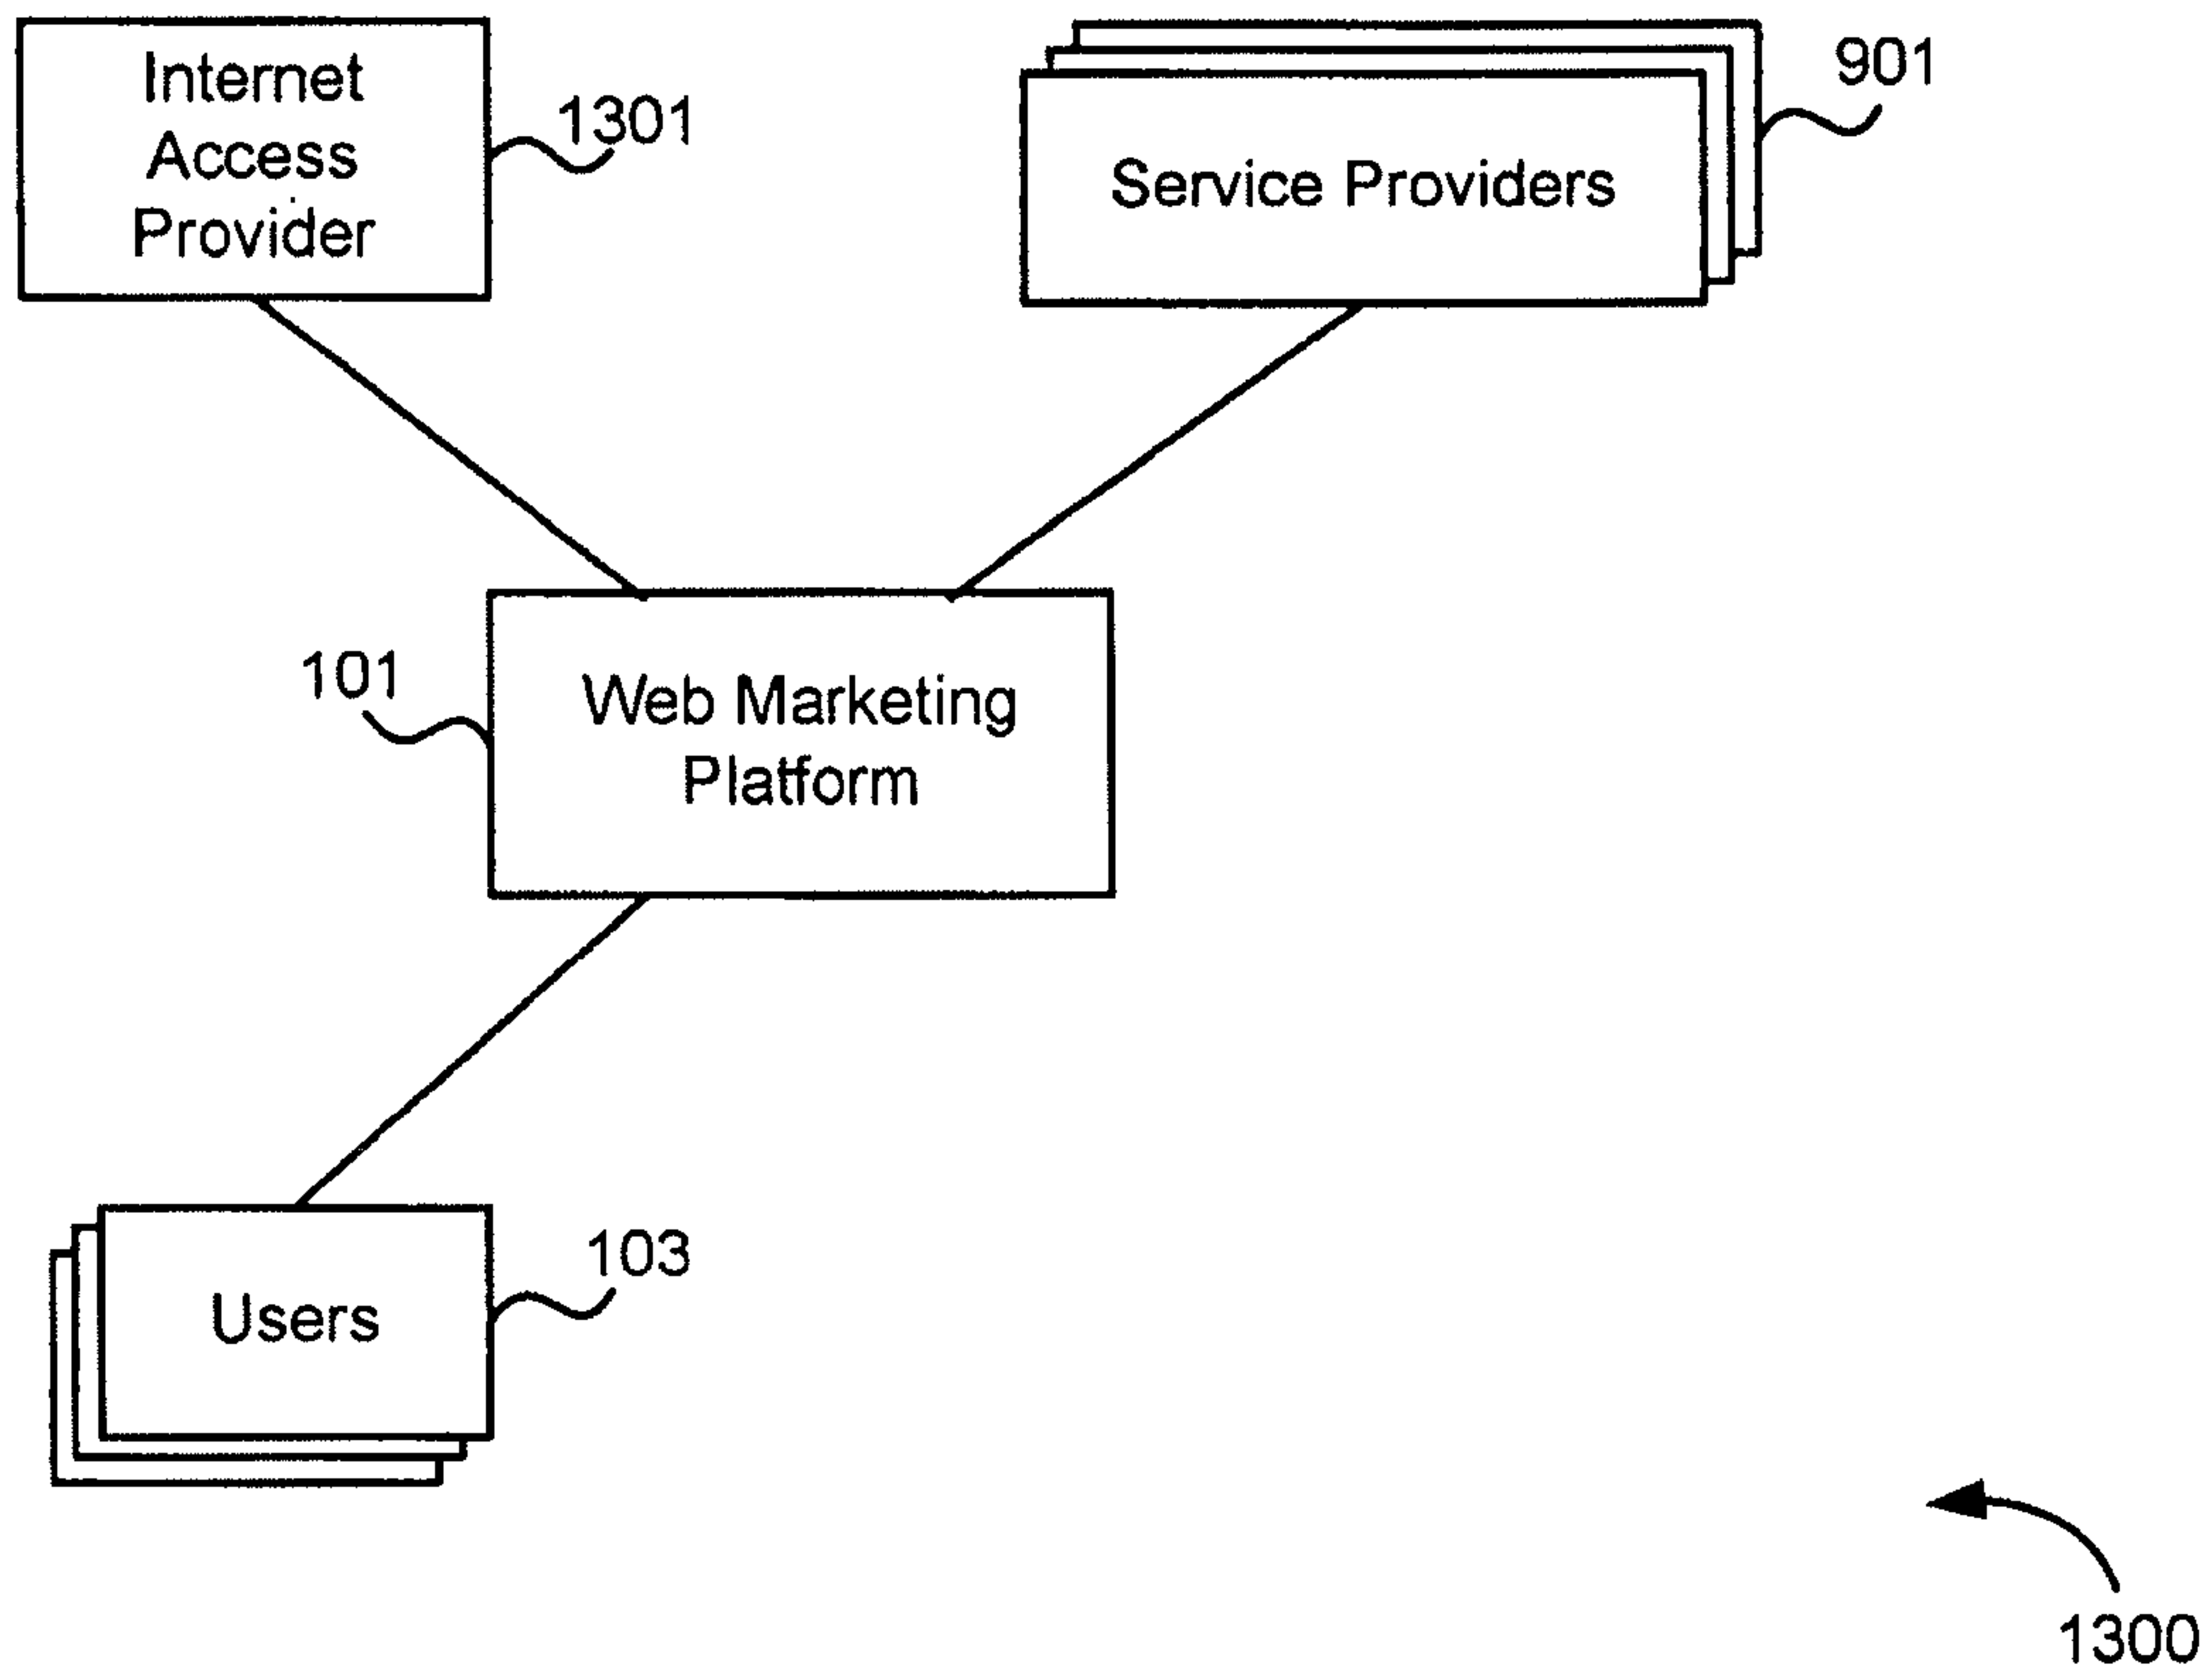 Internet
Access
Provider
1301
Service Providers
901
101
Web Marketing
Platform
Users
103
1300